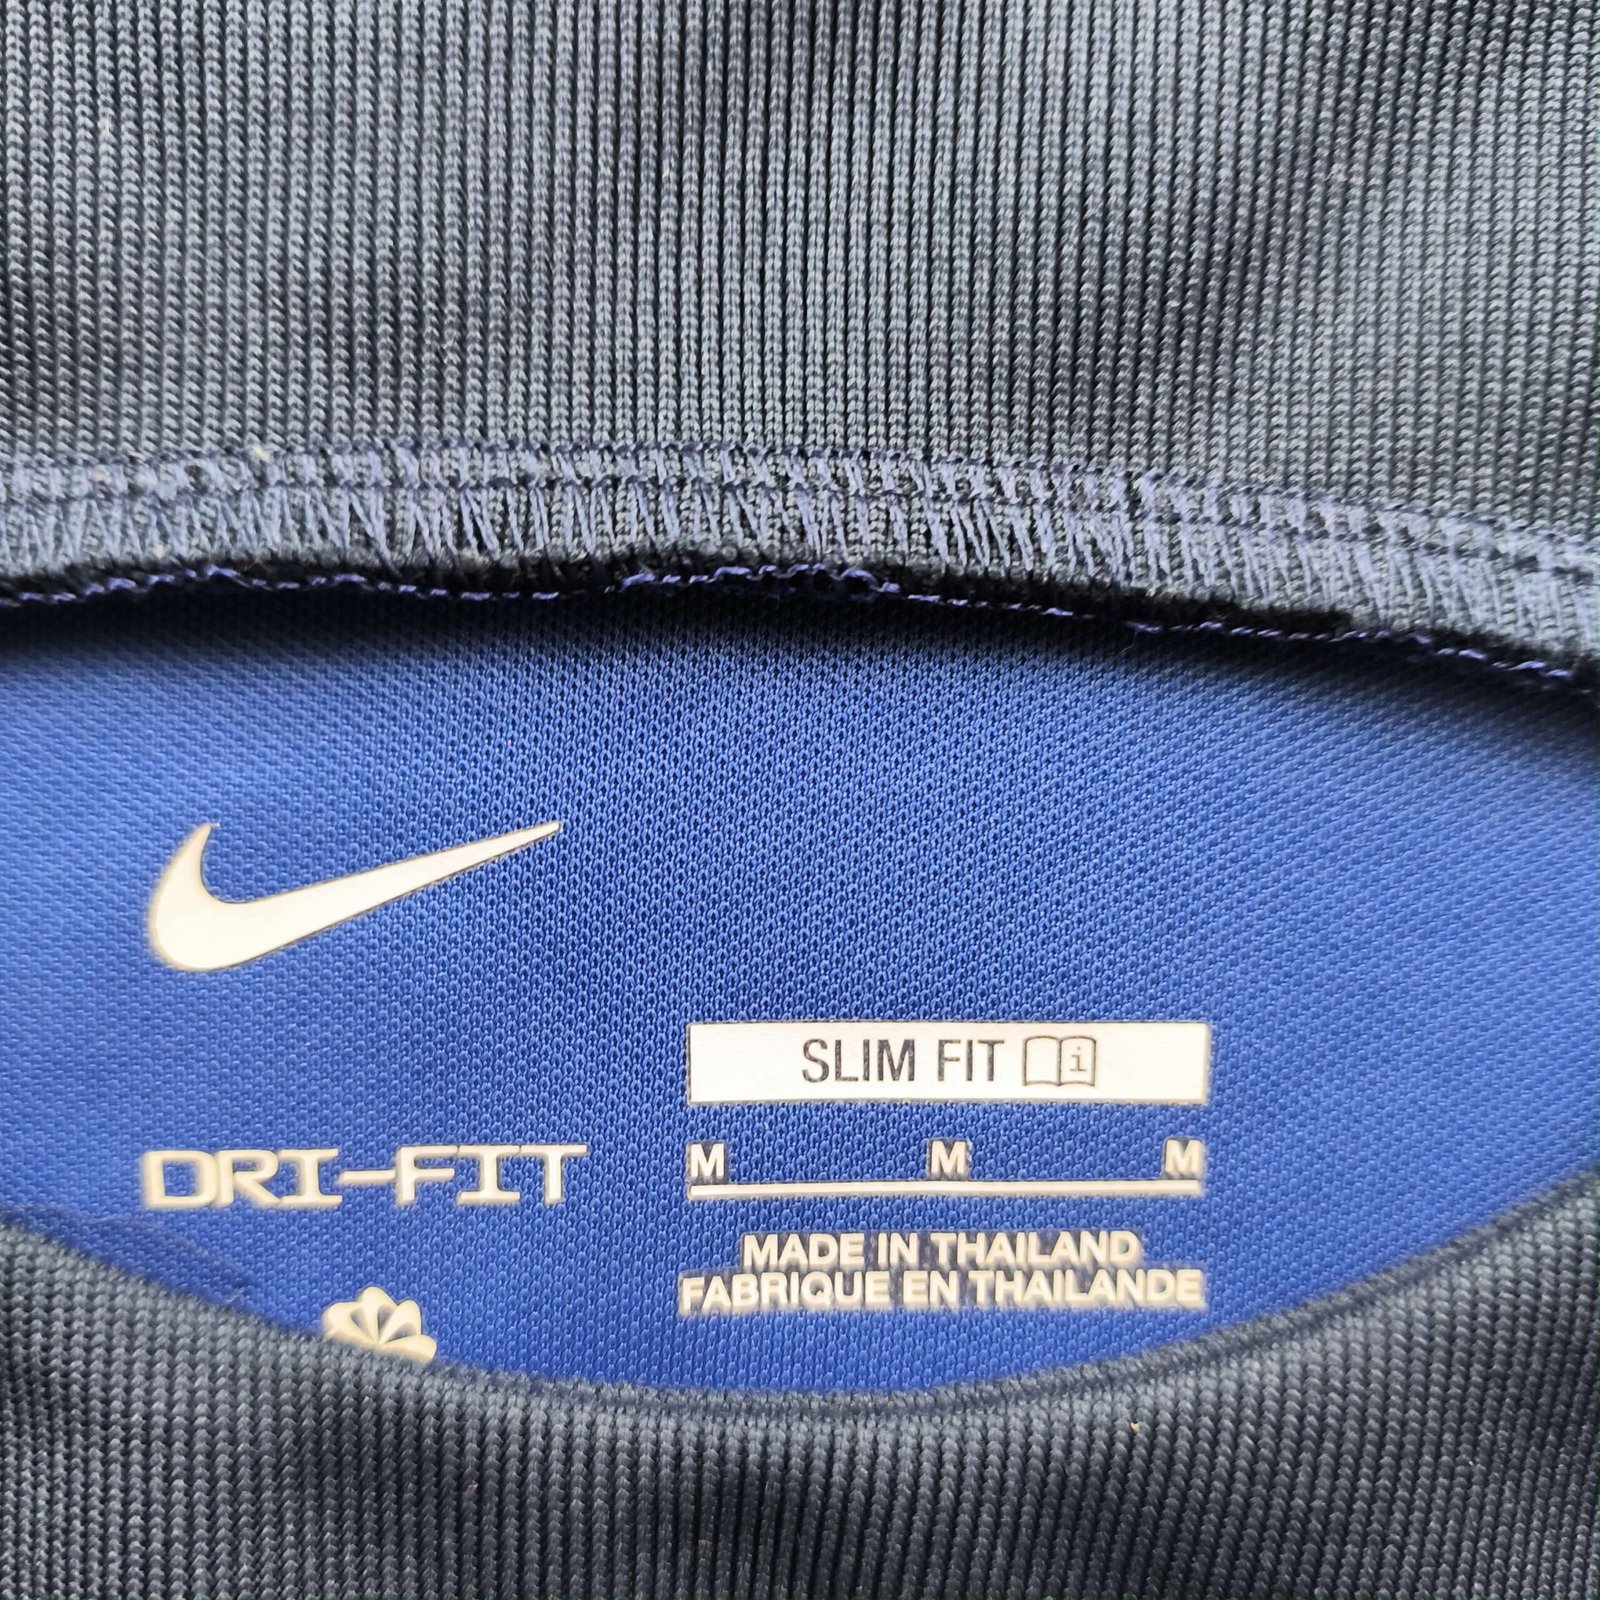 SLIM FIT
DRI-FIT
M M M
MADE IN THAILAND
FABRIQUE EN THAILANDE